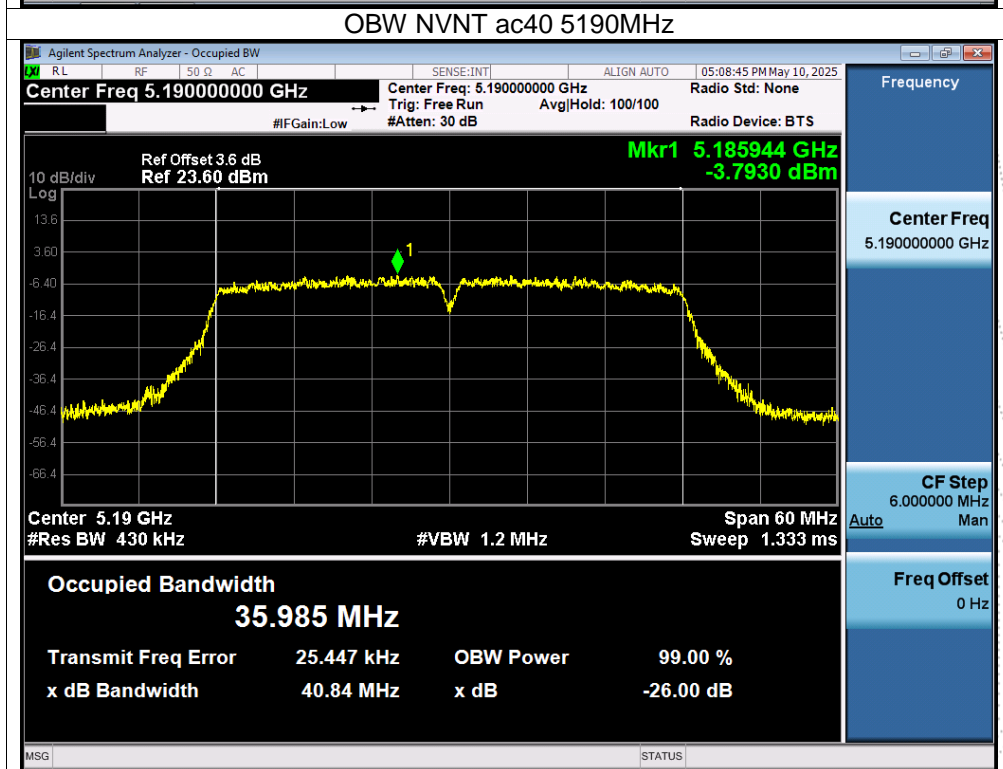 OBW NVNT ac40 5190MHz
Agilent Spectrum Analyzer - Occupied BW
LXI RL RF 50 Ω AC SENSE:INT ALIGN AUTO 05:08:45 PM May 10, 2025
Center Freq 5.190000000 GHz
Center Freq: 5.190000000 GHz
Radio Std: None
Trig: Free Run Avg|Hold: 100/100
#IFGain:Low #Atten: 30 dB Radio Device: BTS
Frequency
Mkr1 5.185944 GHz
-3.7930 dBm
Ref Offset 3.6 dB
10 dB/div Ref 23.60 dBm
Log
13.6
3.60
-6.40
-16.4
-26.4
-36.4
-46.4
-56.4
-66.4
1
Center 5.19 GHz Span 60 MHz
#Res BW 430 kHz #VBW 1.2 MHz Sweep 1.333 ms
Center Freq
5.190000000 GHz
CF Step
6.000000 MHz
Auto Man
Freq Offset
0 Hz
Occupied Bandwidth
35.985 MHz
Transmit Freq Error 25.447 kHz OBW Power 99.00 %
x dB Bandwidth 40.84 MHz x dB -26.00 dB
MSG STATUS